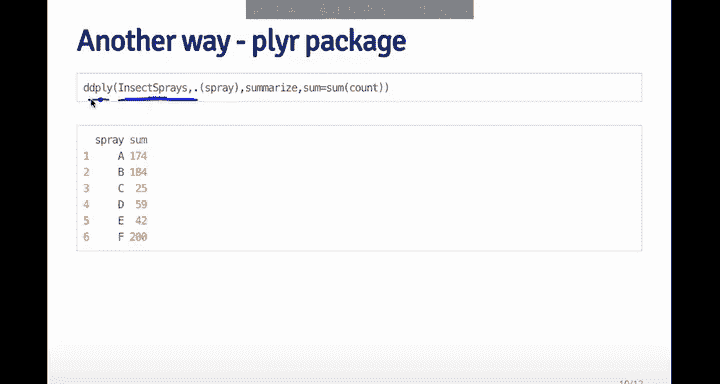 Another way - plyr package
ddply(InsectSprays,.(spray),summarize,sum=sum(count))
spray sum
1 A 174
2 B 184
3 C 25
4 D 59
5 E 42
6 F 200